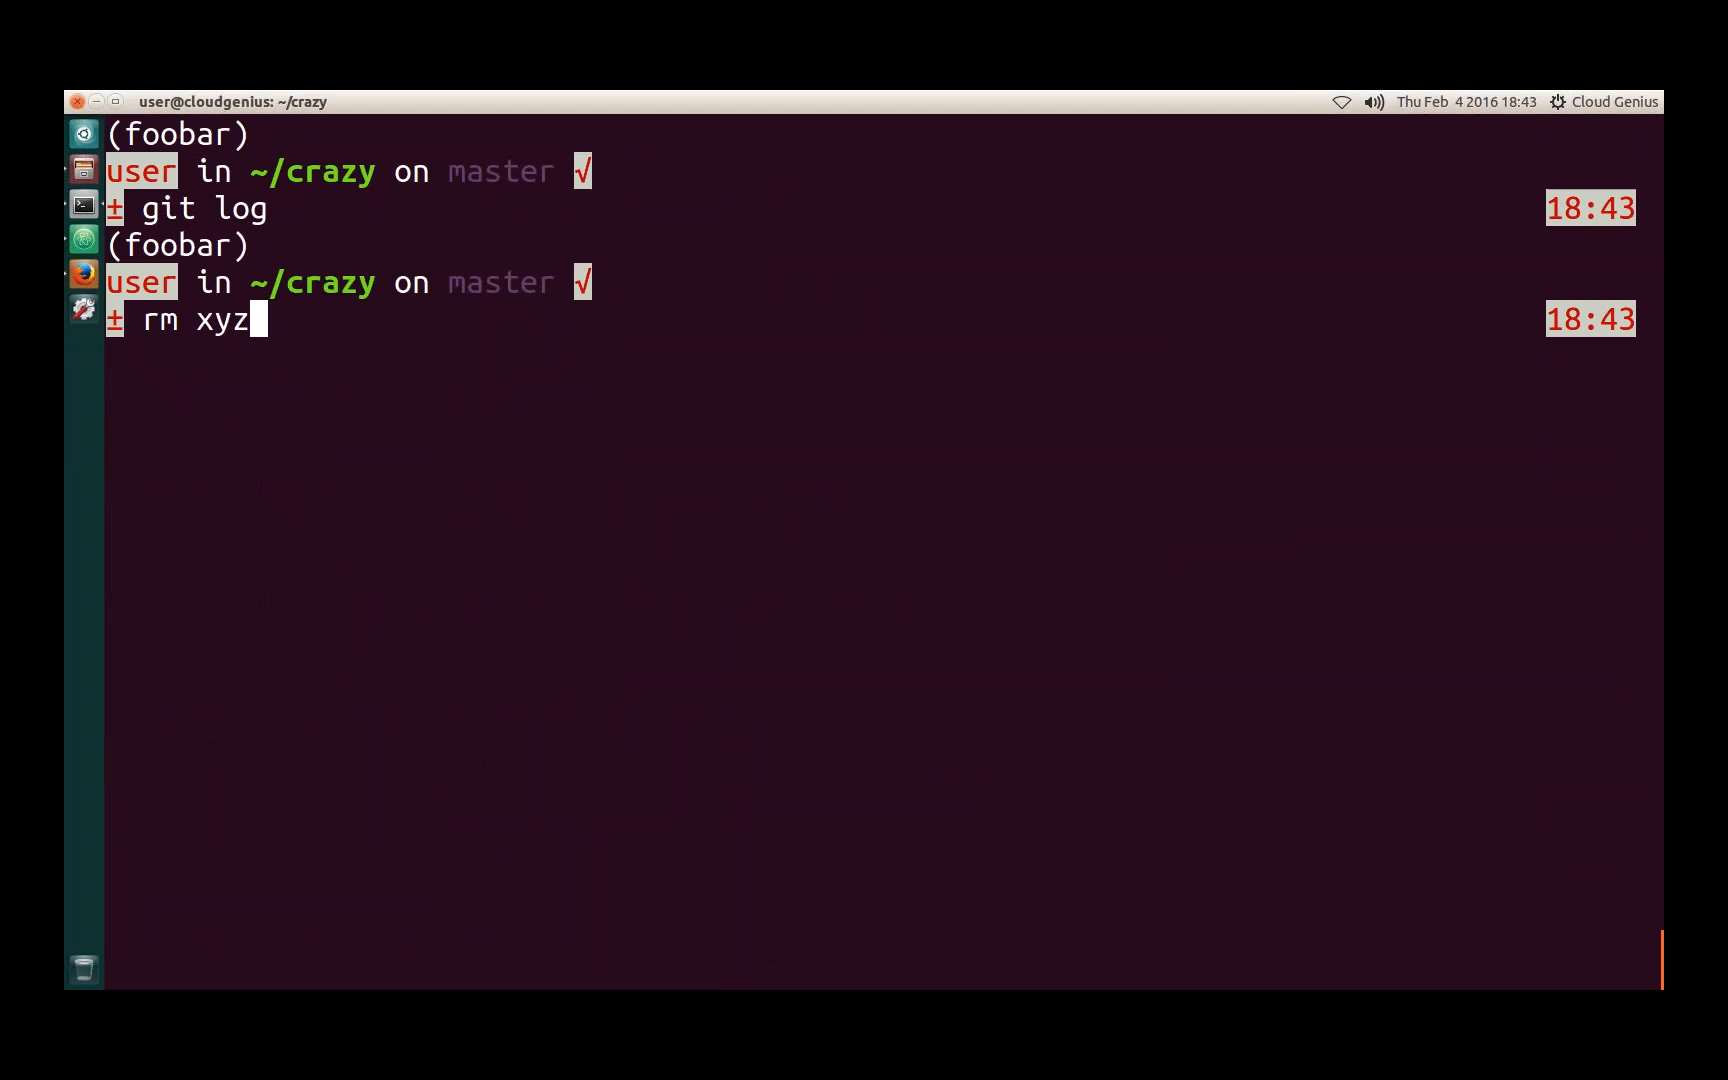 user@cloudgenius: ~/crazy Thu Feb 4 2016 18:43 Cloud Genius
(foobar)
user in ~/crazy on master √
± git log 18:43
(foobar)
user in ~/crazy on master √
± rm xyz 18:43